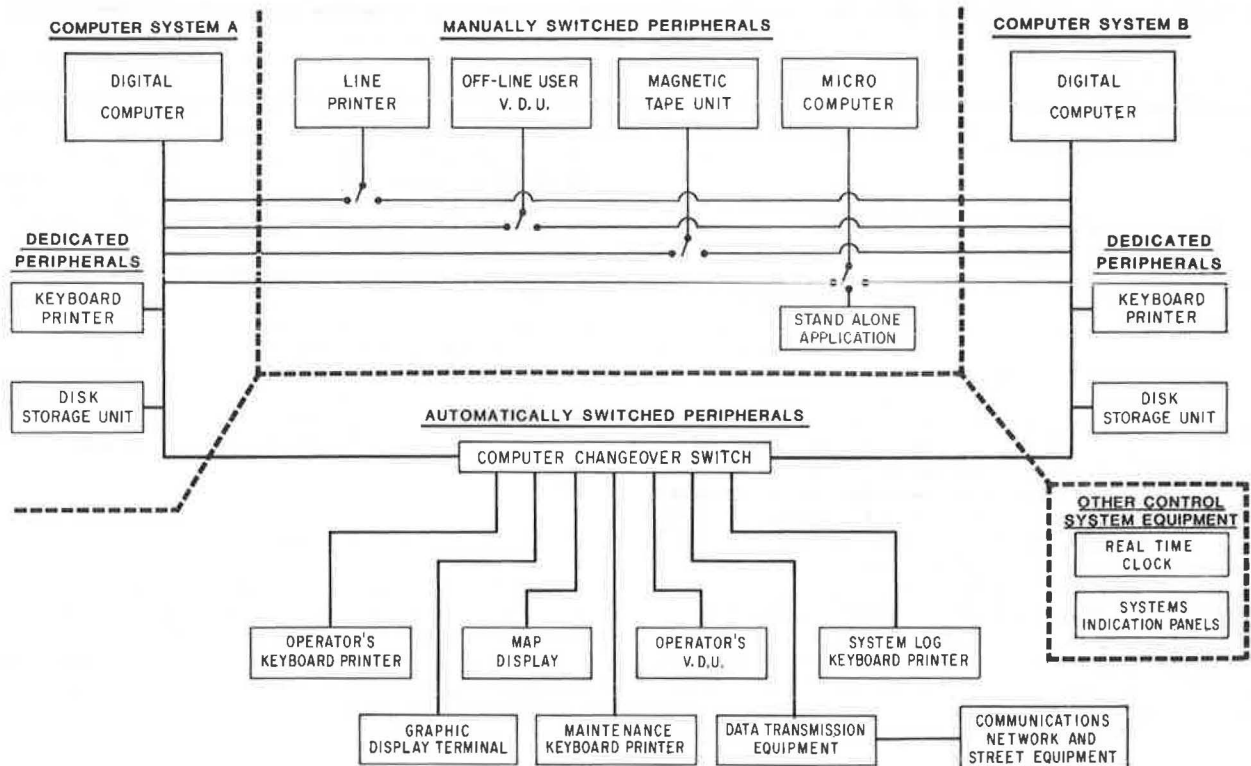 COMPUTER SYSTEM A
MANUALLY SWITCHED PERIPHERALS
COMPUTER SYSTEM B
DIGITAL
COMPUTER
LINE
PRINTER
OFF-LINE USER
V. D. U.
MAGNETIC
TAPE UNIT
MICRO
COMPUTER
DIGITAL
COMPUTER
DEDICATED
PERIPHERALS
KEYBOARD
PRINTER
DISK
STORAGE UNIT
STAND ALONE
APPLICATION
DEDICATED
PERIPHERALS
KEYBOARD
PRINTER
DISK
STORAGE UNIT
AUTOMATICALLY SWITCHED PERIPHERALS
COMPUTER CHANGEOVER SWITCH
OTHER CONTROL
SYSTEM EQUIPMENT
REAL TIME
CLOCK
SYSTEMS
INDICATION PANELS
OPERATOR'S
KEYBOARD PRINTER
MAP
DISPLAY
OPERATOR'S
V.D.U.
SYSTEM LOG
KEYBOARD PRINTER
GRAPHIC
DISPLAY TERMINAL
MAINTENANCE
KEYBOARD PRINTER
DATA TRANSMISSION
EQUIPMENT
COMMUNICATIONS
NETWORK AND
STREET EQUIPMENT